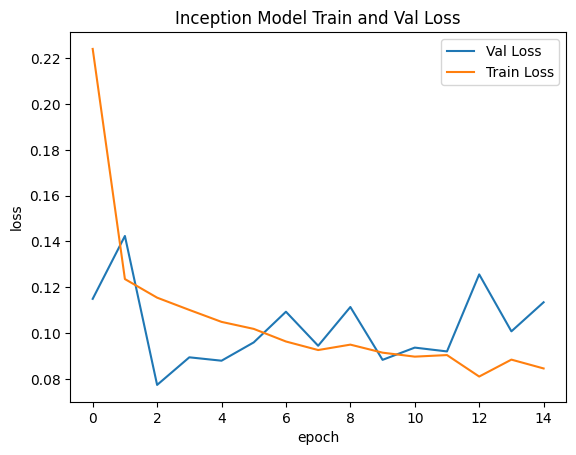 Inception Model Train and Val Loss
Val Loss
Train Loss
0.22
0.20
0.18
0.16
0.14
0.12
0.10
0.08
loss
0 2 4 6 8 10 12 14
epoch